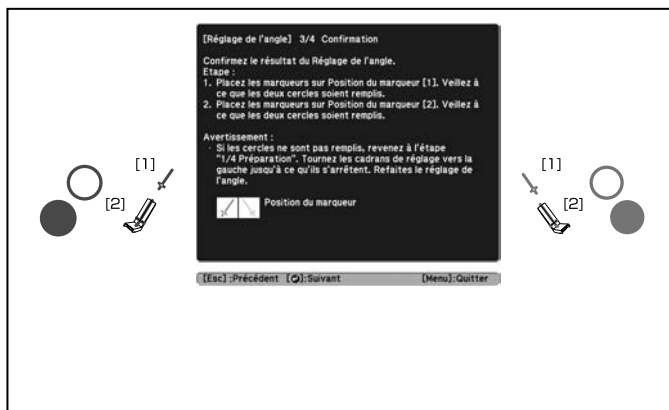 [Réglage de l'angle] 3/4 Confirmation
Confirmez le résultat du Réglage de l'angle.
Etape :
1. Placez les marqueurs sur Position du marqueur [1]. Veillez à
ce que les deux cercles soient remplis.
2. Placez les marqueurs sur Position du marqueur [2]. Veillez à
ce que les deux cercles soient remplis.
Avertissement :
· Si les cercles ne sont pas remplis, revenez à l'étape
"1/4 Préparation". Tournez les cadrans de réglage vers la
gauche jusqu'à ce qu'ils s'arrêtent. Refaites le réglage de
l'angle.
[1]
[2]
[1]
[2]
Position du marqueur
[Esc] :Précédent [ ]:Suivant [Menu]:Quitter